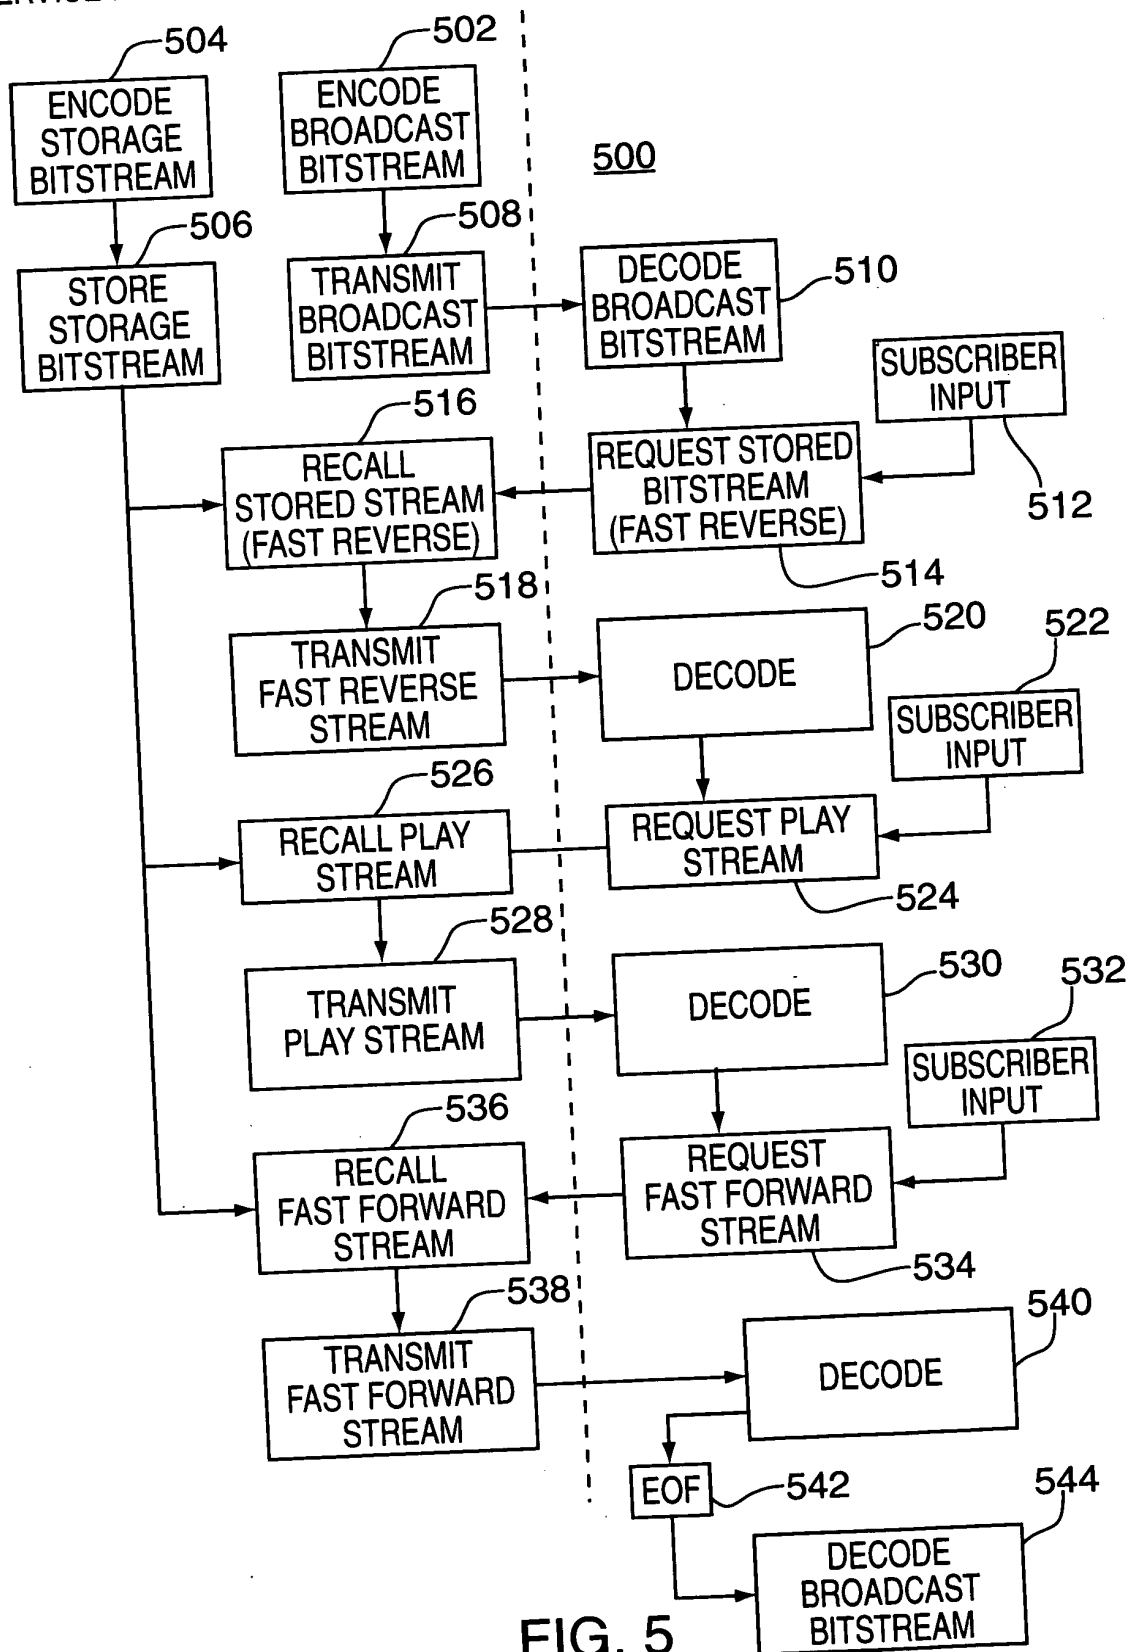 504
502
ENCODE
STORAGE
BITSTREAM
ENCODE
BROADCAST
BITSTREAM
500
506
508
STORE
STORAGE
BITSTREAM
TRANSMIT
BROADCAST
BITSTREAM
DECODE
BROADCAST
BITSTREAM
510
SUBSCRIBER
INPUT
512
516
RECALL
STORED STREAM
(FAST REVERSE)
REQUEST STORED
BITSTREAM
(FAST REVERSE)
514
518
TRANSMIT
FAST REVERSE
STREAM
DECODE
520
522
SUBSCRIBER
INPUT
526
RECALL PLAY
STREAM
REQUEST PLAY
STREAM
524
528
TRANSMIT
PLAY STREAM
DECODE
530
532
SUBSCRIBER
INPUT
536
RECALL
FAST FORWARD
STREAM
REQUEST
FAST FORWARD
STREAM
534
538
TRANSMIT
FAST FORWARD
STREAM
DECODE
540
EOF
542
544
DECODE
BROADCAST
BITSTREAM
FIG. 5